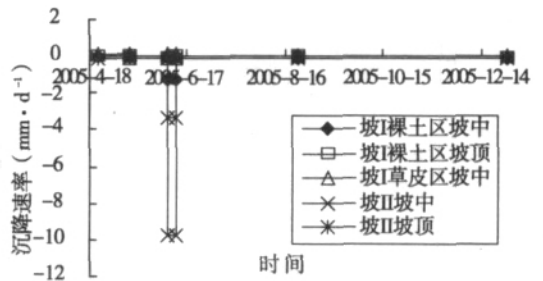 2
0
2005-4-18
2005-6-17
2005-8-16
2005-10-15
2005-12-14
-2
-4
-6
-8
-10
-12
沉降速率（mm·d⁻¹）
时间
坡I裸土区坡中
坡I裸土区坡顶
坡I草皮区坡中
坡II坡中
坡II坡顶